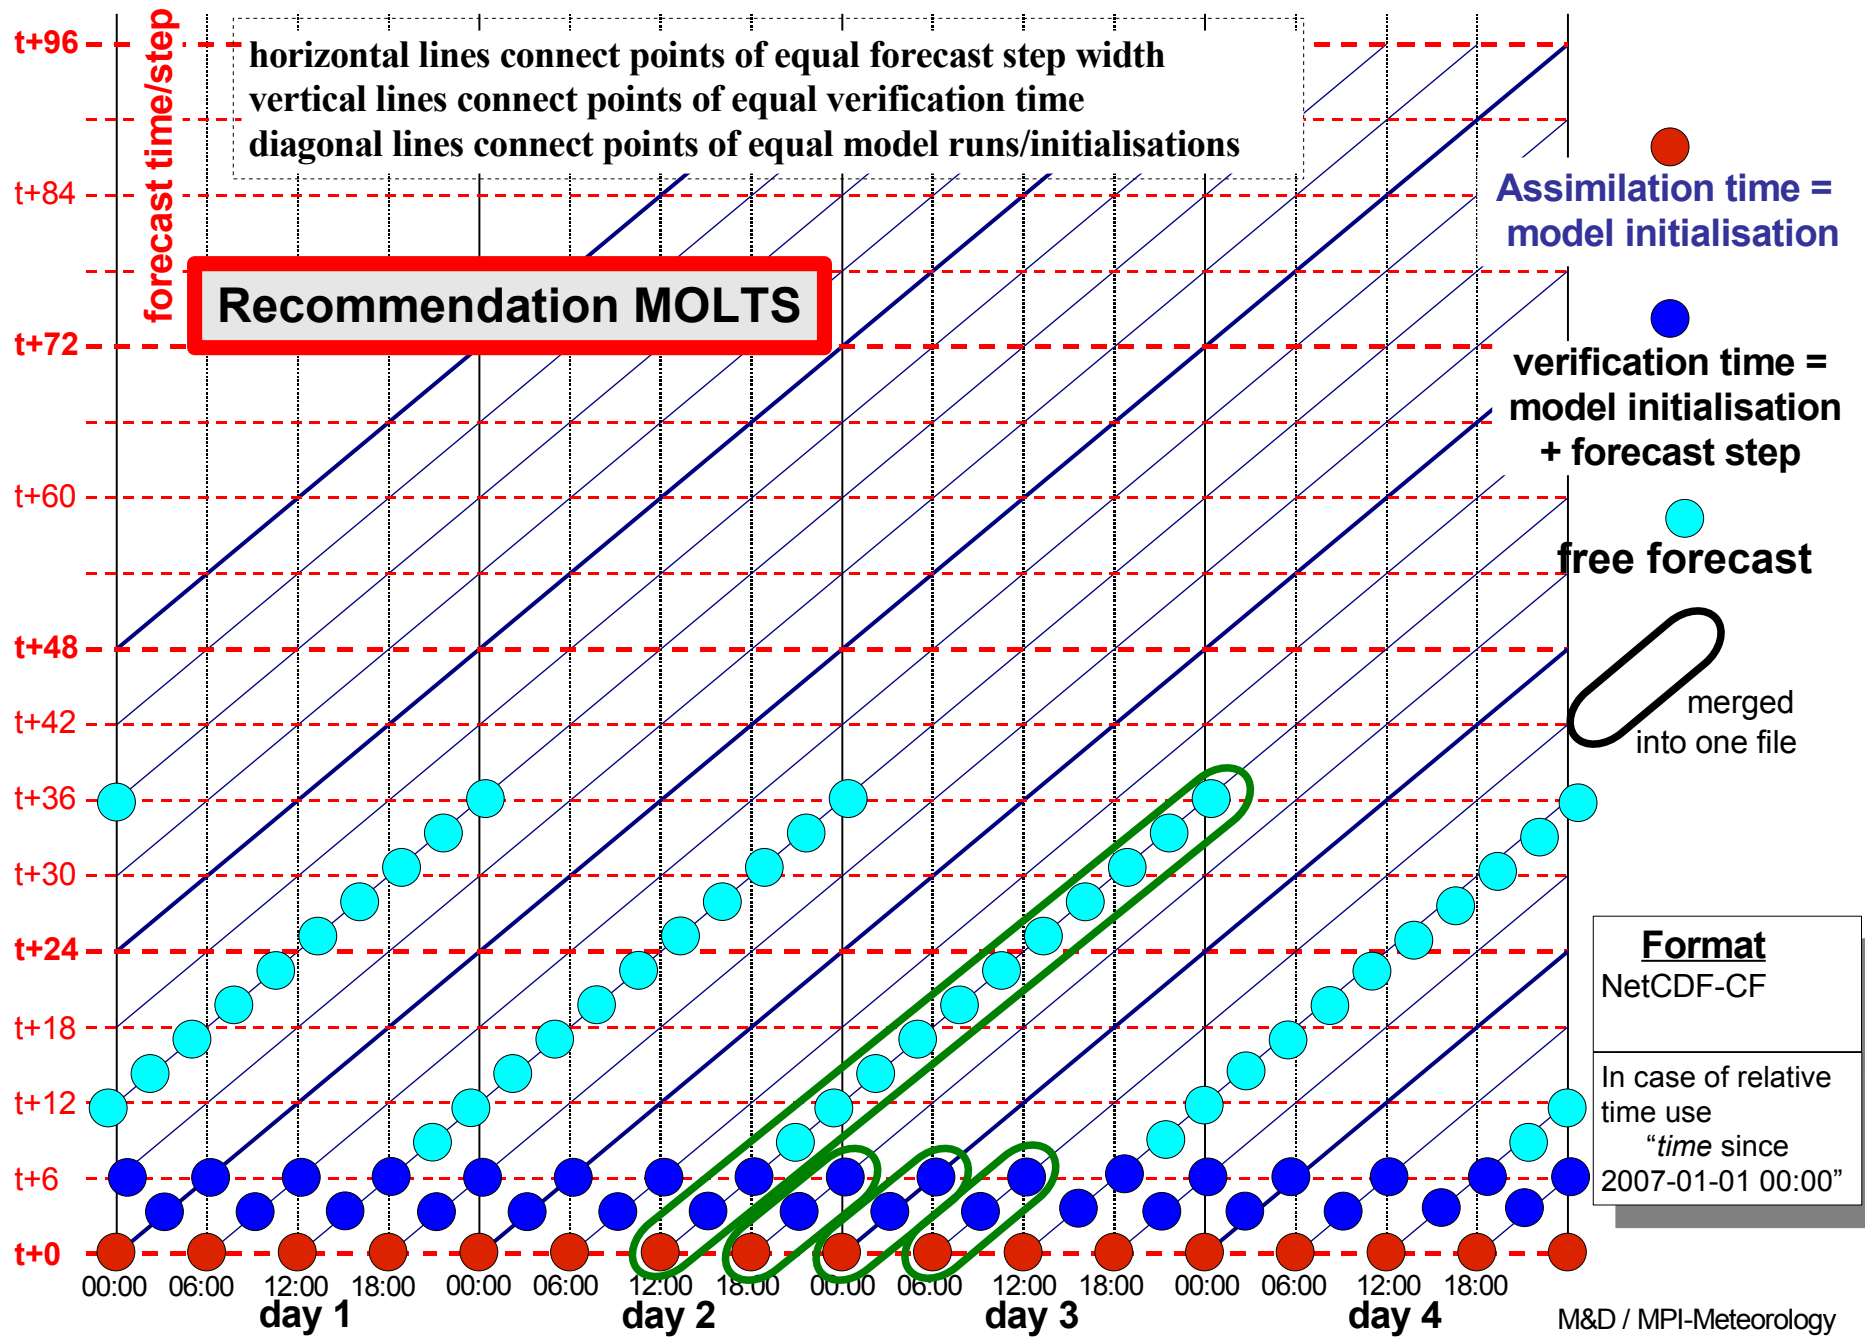 forecast time/step
horizontal lines connect points of equal forecast step width
vertical lines connect points of equal verification time
diagonal lines connect points of equal model runs/initialisations
Recommendation MOLTS
t+96
t+84
t+72
t+60
t+48
t+42
t+36
t+30
t+24
t+18
t+12
t+6
t+0
00:00 06:00 12:00 18:00 00:00 06:00 12:00 18:00 00:00 06:00 12:00 18:00 00:00 06:00 12:00 18:00
day 1 day 2 day 3 day 4
Assimilation time =
model initialisation
verification time =
model initialisation
+ forecast step
free forecast
merged
into one file
Format
NetCDF-CF
In case of relative
time use
“time since
2007-01-01 00:00”
M&D / MPI-Meteorology